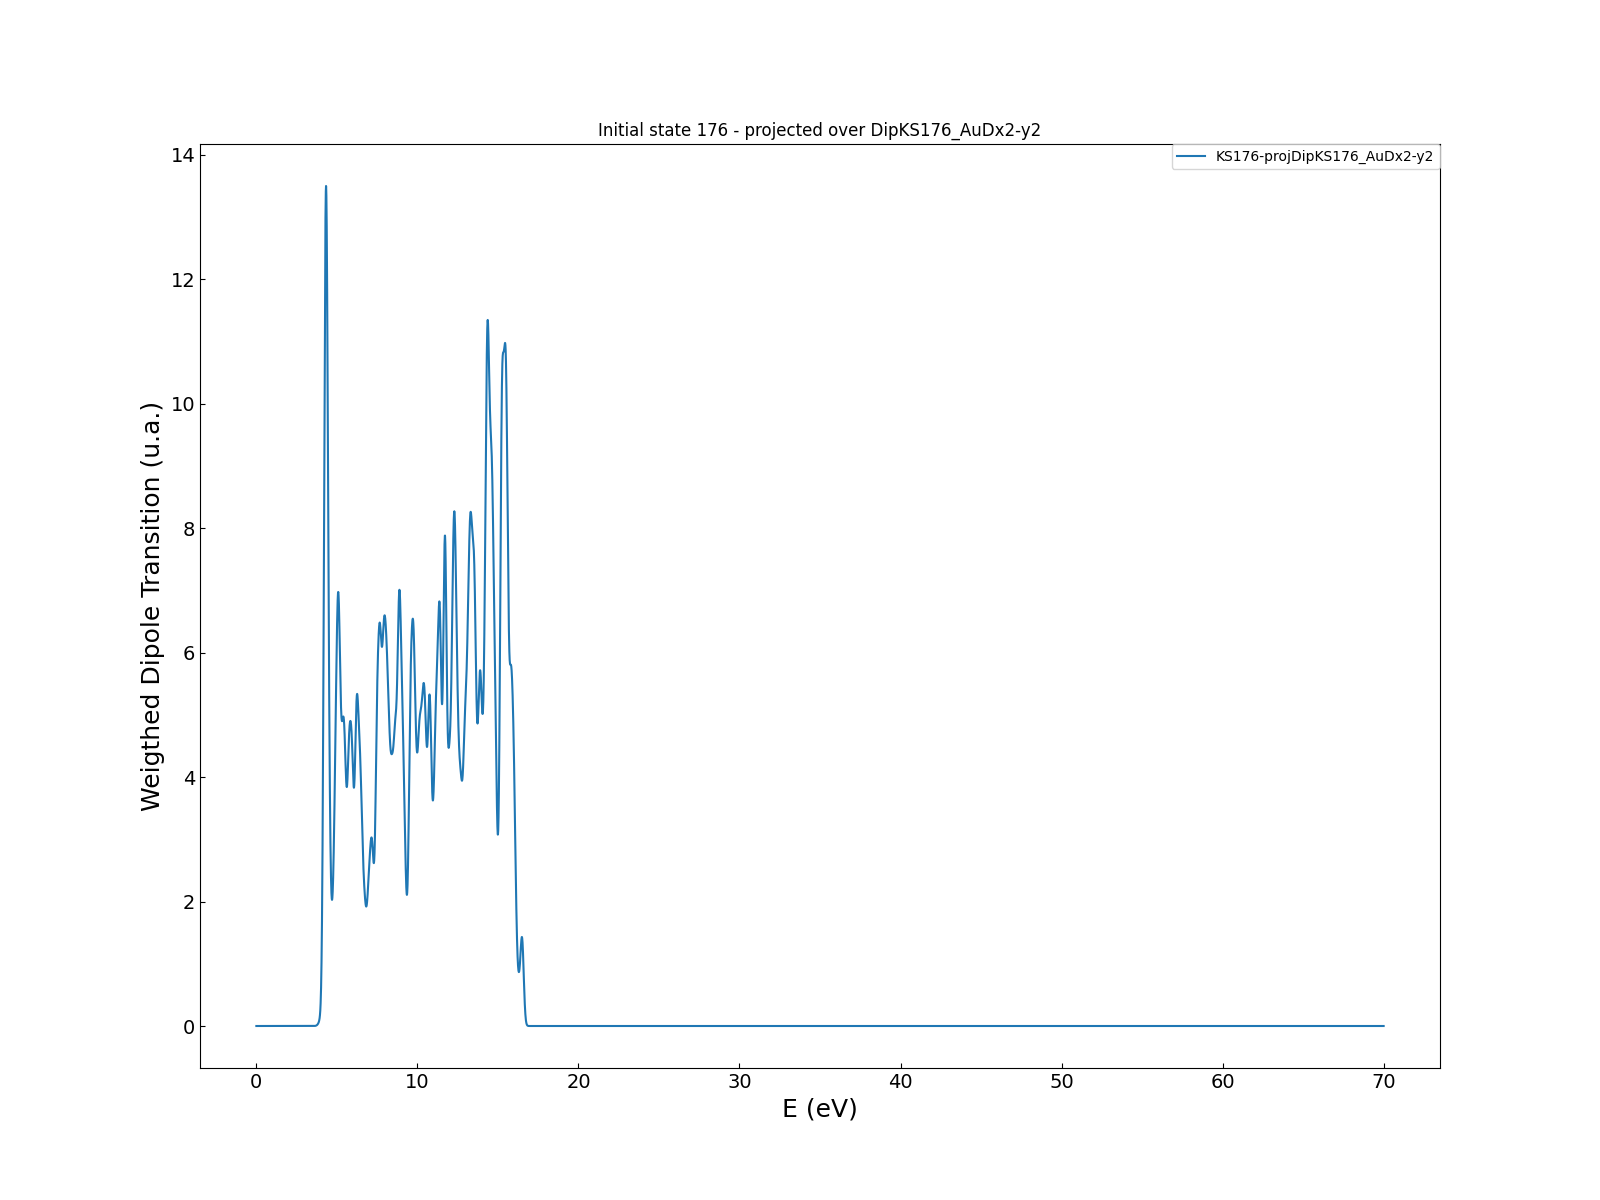 Initial state 176 - projected over DipKS176_AuDx2-y2
KS176-projDipKS176_AuDx2-y2
Weigthed Dipole Transition (u.a.)
14
12
10
8
6
4
2
0
0 10 20 30 40 50 60 70
E (eV)